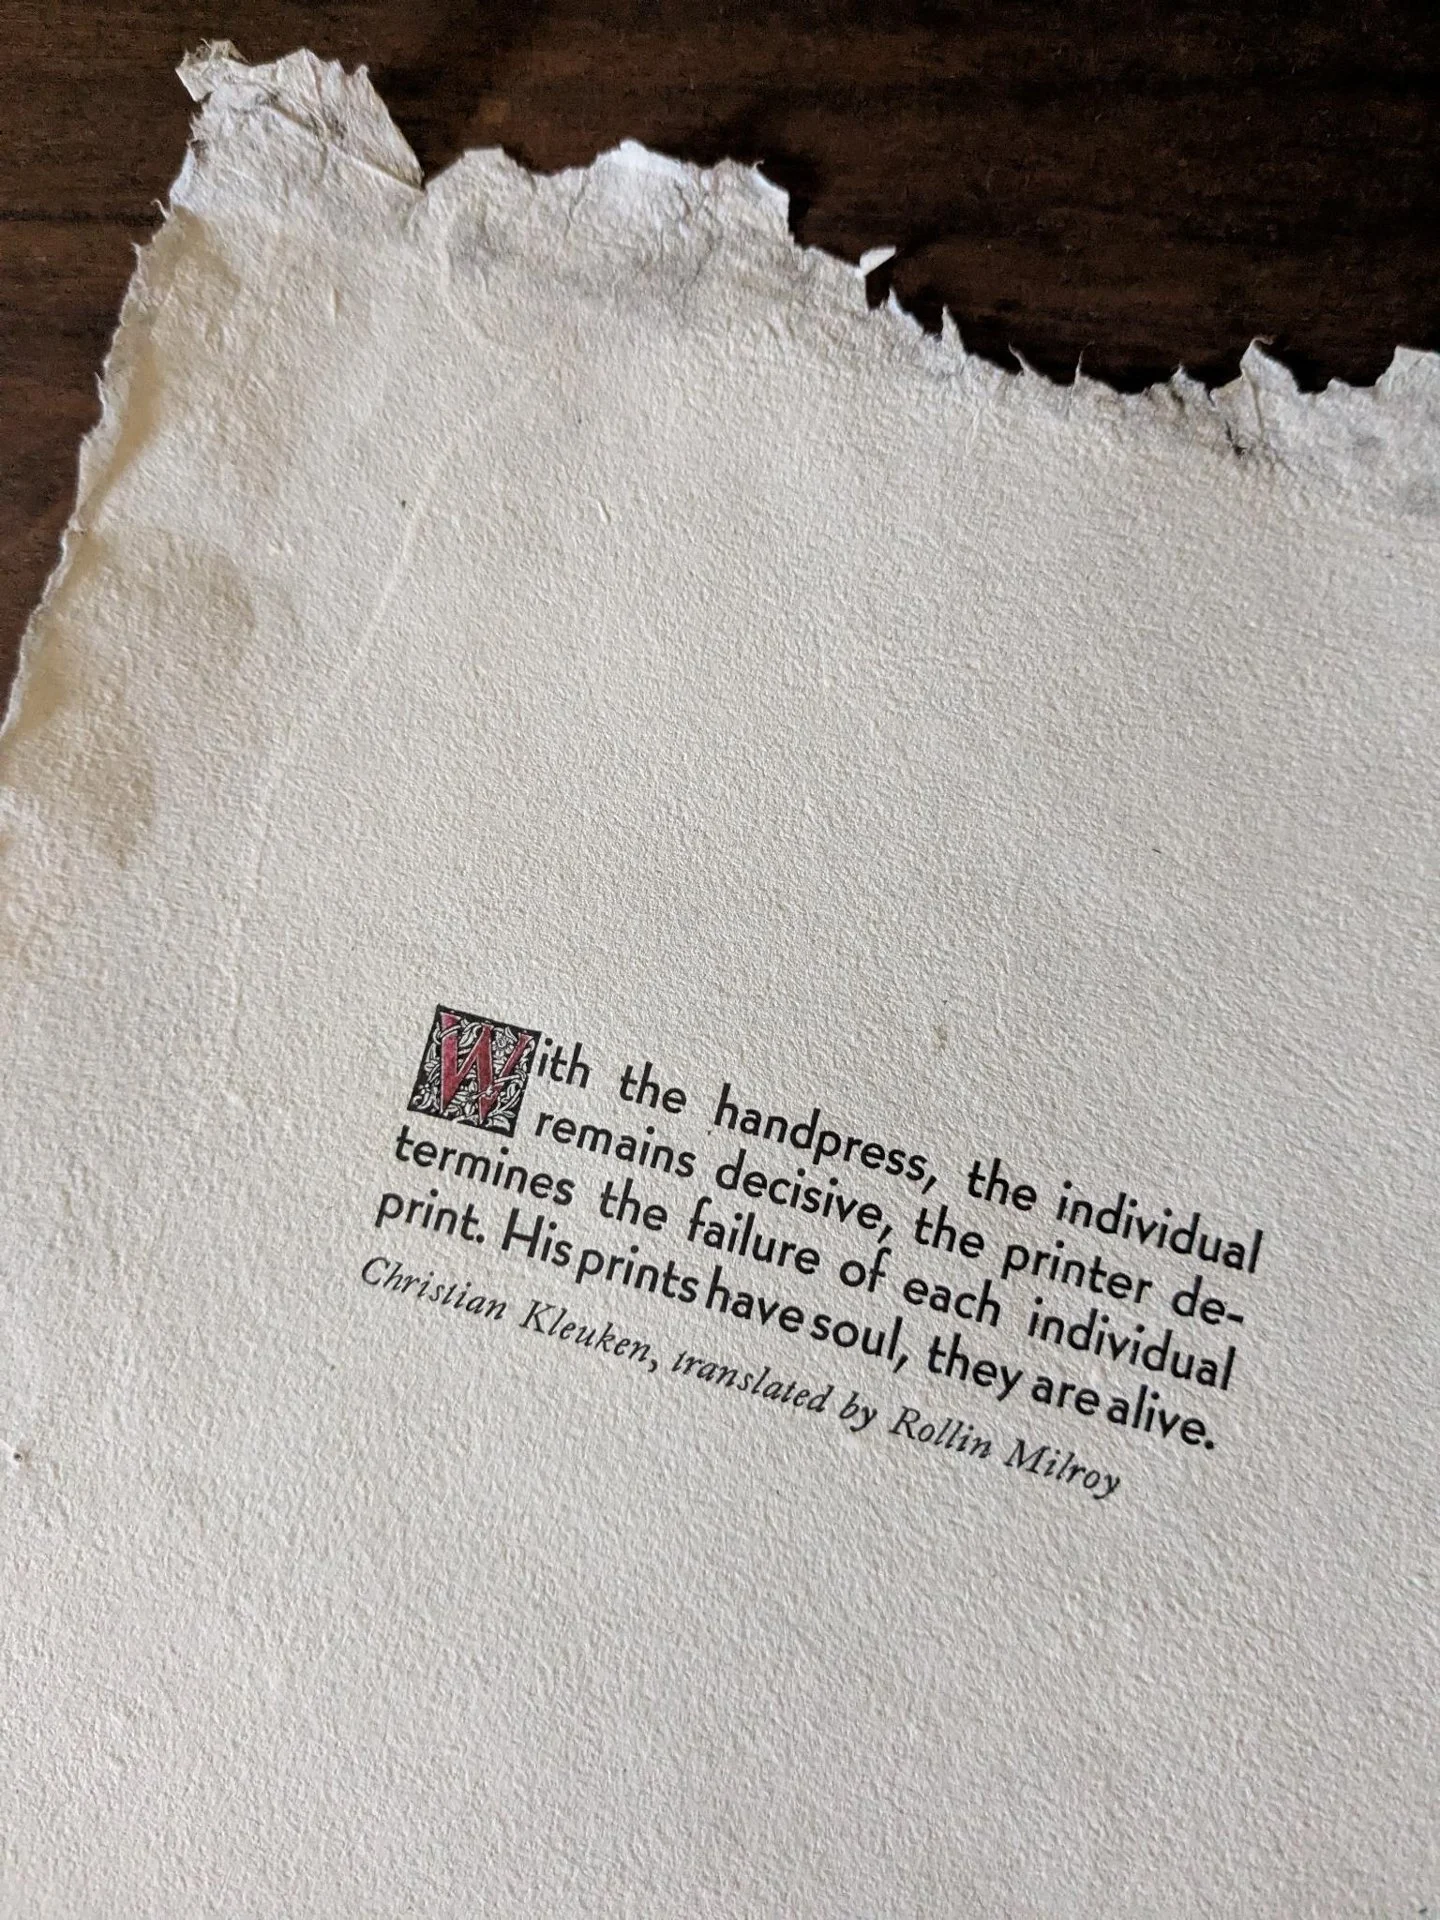 With the handpress, the individual
remains decisive, the printer de-
termines the failure of each individual
print. His prints have soul, they are alive.
Christian Kleuken, translated by Rollin Milroy